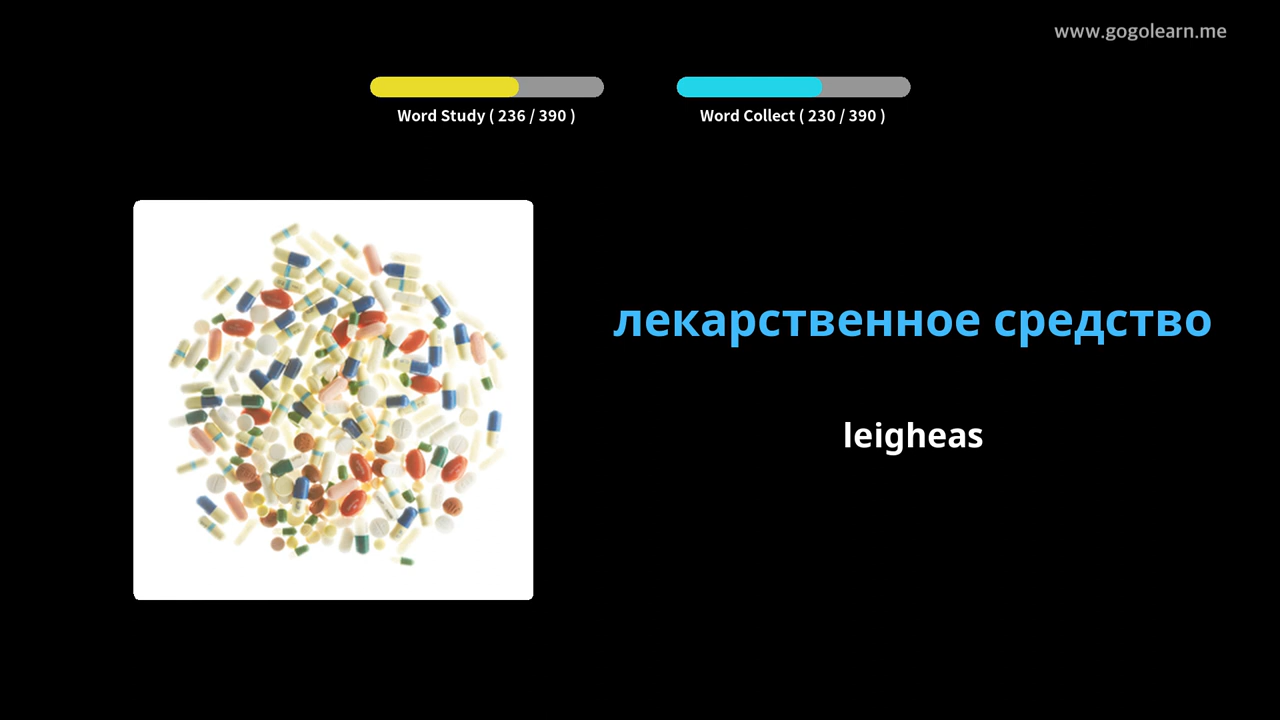 www.gogolearn.me
Word Study ( 236 / 390 )
Word Collect ( 230 / 390 )
лекарственное средство
leigheas